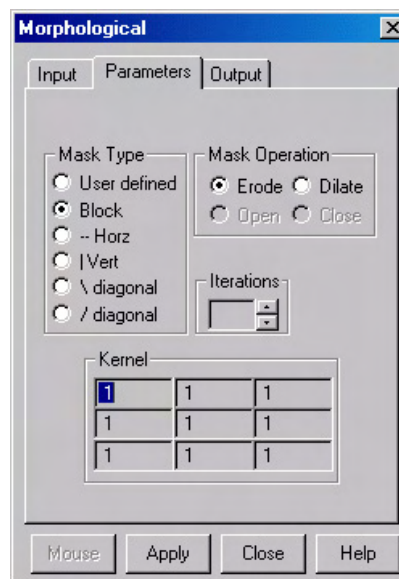 Morphological
Input Parameters Output
Mask Type
User defined
Block
-- Horz
| Vert
\ diagonal
/ diagonal
Mask Operation
Erode Dilate
Open Close
Iterations
Kernel
1 1 1
1 1 1
1 1 1
Mouse Apply Close Help